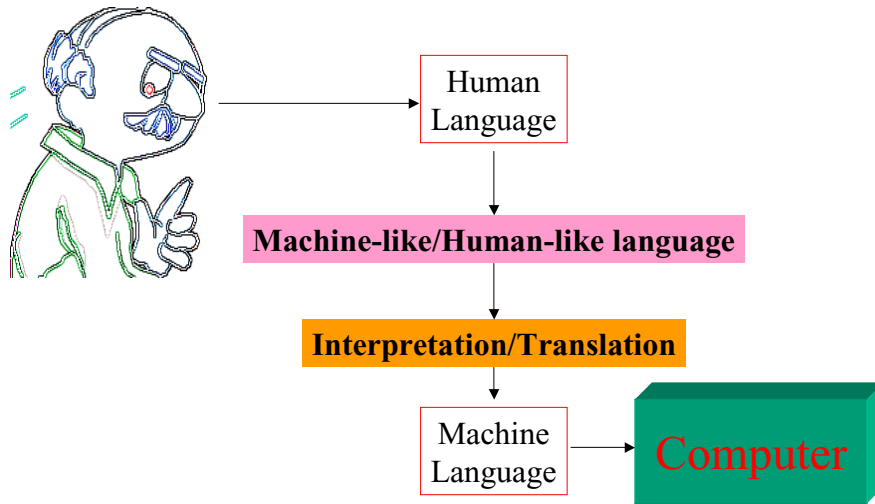 Human
Language
Machine-like/Human-like language
Interpretation/Translation
Machine
Language
Computer